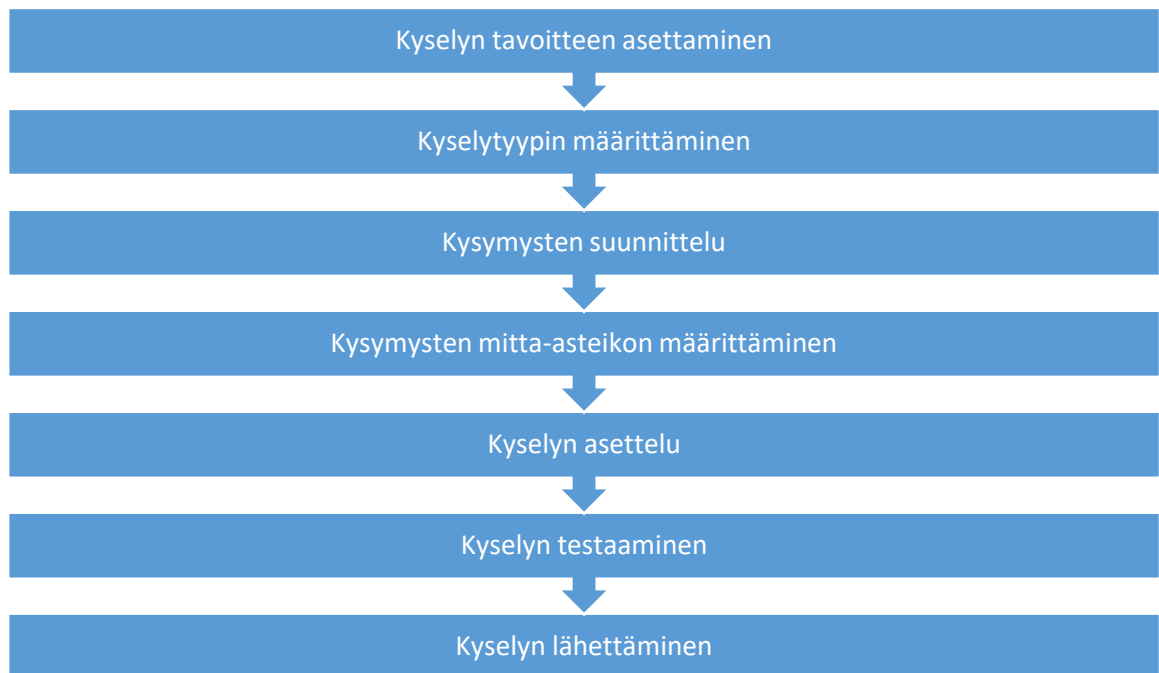 Kyselyn tavoitteen asettaminen
Kyselytyypin määrittäminen
Kysymysten suunnittelu
Kysymysten mitta-asteikon määrittäminen
Kyselyn asettelu
Kyselyn testaaminen
Kyselyn lähettäminen